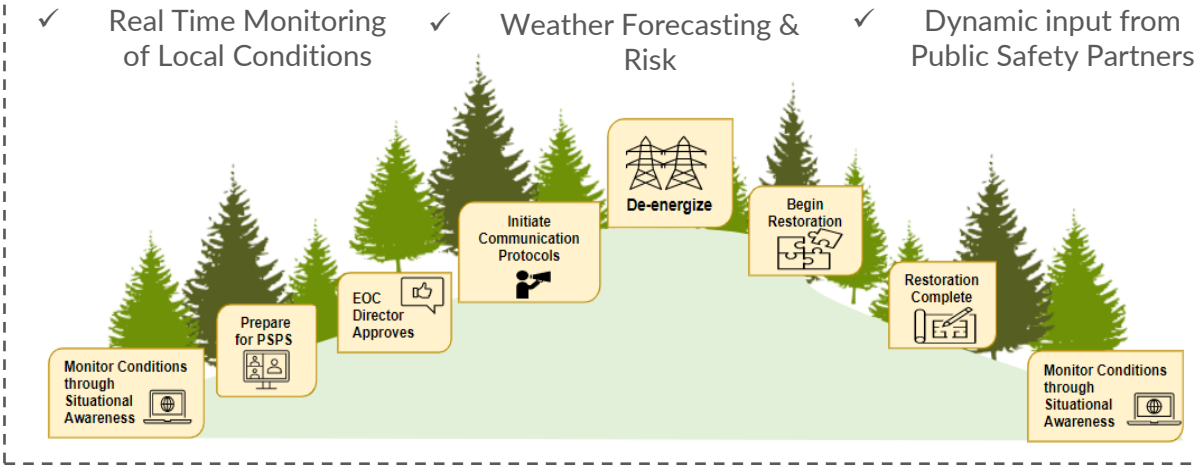 ✓ Real Time Monitoring
of Local Conditions
✓ Weather Forecasting &
Risk
✓ Dynamic input from
Public Safety Partners
Monitor Conditions
through
Situational
Awareness
Prepare
for PSPS
EOC
Director
Approves
Initiate
Communication
Protocols
De-energize
Begin
Restoration
Restoration
Complete
Monitor Conditions
through
Situational
Awareness